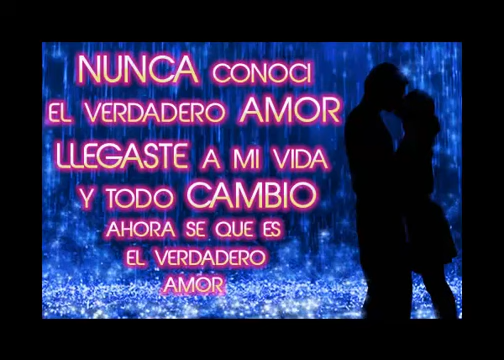 NUNCA CONOCI
EL VERDADERO AMOR
LLEGASTE A MI VIDA
Y TODO CAMBIO
AHORA SE QUE ES
EL VERDADERO
AMOR